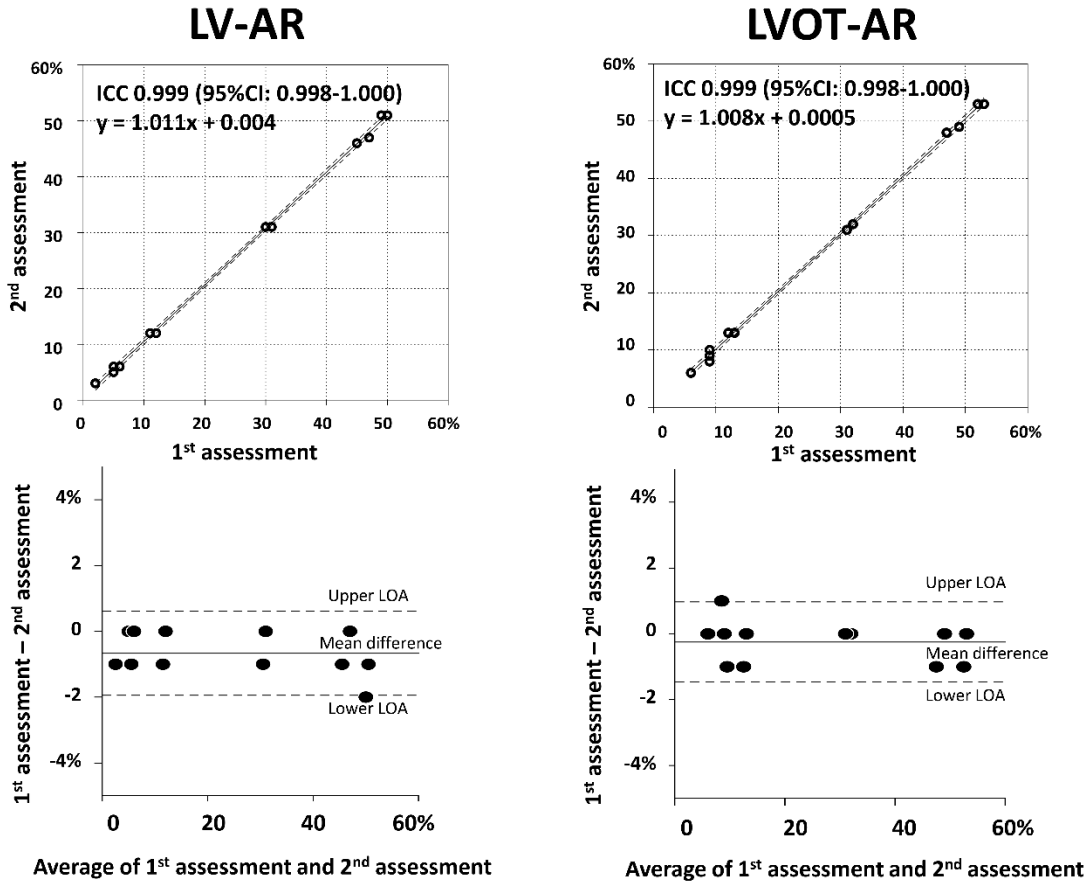 LV-AR
60%
50
40
30
20
10
0
2nd assessment
ICC 0.999 (95%CI: 0.998-1.000)
y = 1.011x + 0.004
0 10 20 30 40 50 60%
1st assessment
LVOT-AR
60%
50
40
30
20
10
0
2nd assessment
ICC 0.999 (95%CI: 0.998-1.000)
y = 1.008x + 0.0005
0 10 20 30 40 50 60%
1st assessment
4%
2
0
-2
-4%
1st assessment – 2nd assessment
Upper LOA
Mean difference
Lower LOA
0 20 40 60%
Average of 1st assessment and 2nd assessment
4%
2
0
-2
-4%
1st assessment – 2nd assessment
Upper LOA
Mean difference
Lower LOA
0 20 40 60%
Average of 1st assessment and 2nd assessment